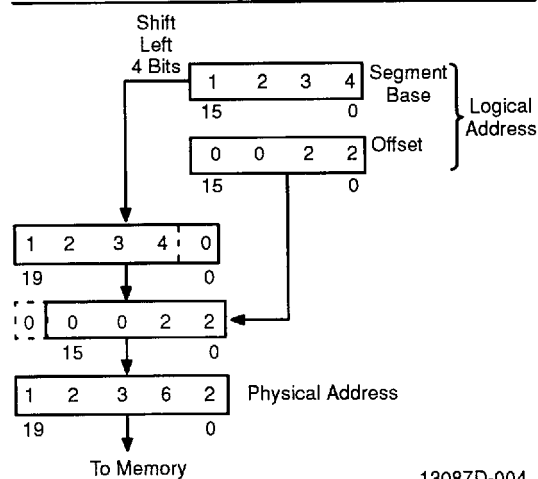 Shift
Left
4 Bits
1 2 3 4
Segment
Base
15 0
Logical
Address
0 0 2 2
Offset
15 0
1 2 3 4 0
19 0
0 0 0 2 2
15 0
1 2 3 6 2
Physical Address
19 0
To Memory
13087D-004